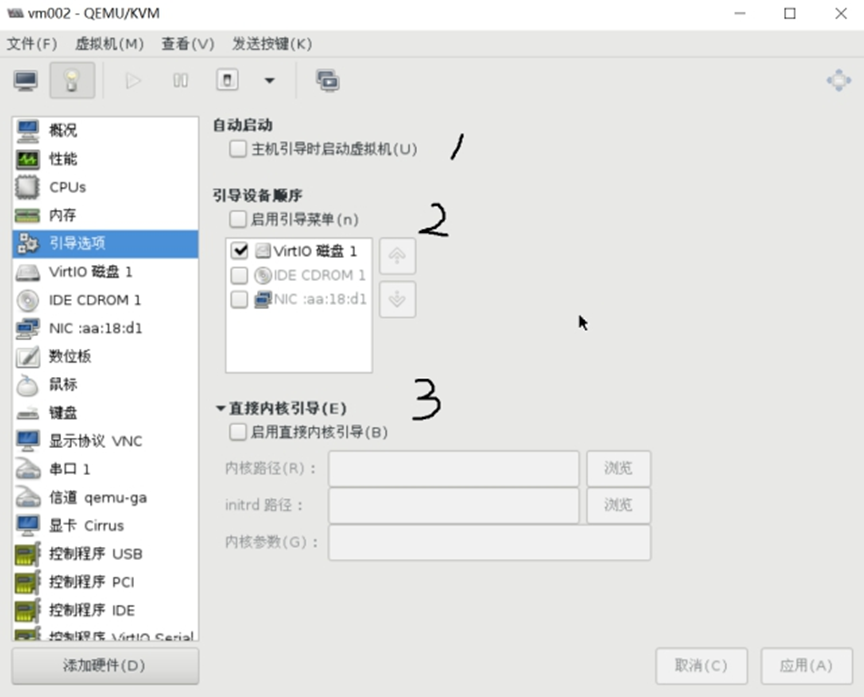 vm002 - QEMU/KVM
文件(F) 虚拟机(M) 查看(V) 发送按键(K)
概况
性能
CPUs
内存
引导选项
VirtIO 磁盘 1
IDE CDROM 1
NIC :aa:18:d1
数位板
鼠标
键盘
显示协议 VNC
串口 1
信道 qemu-ga
显卡 Cirrus
控制程序 USB
控制程序 PCI
控制程序 IDE
控制程序 VirtIO Serial
添加硬件(D)
自动启动
主机引导时启动虚拟机(U) 1
引导设备顺序
启用引导菜单(n) 2
VirtIO 磁盘 1
IDE CDROM 1
NIC :aa:18:d1
直接内核引导(E) 3
启用直接内核引导(B)
内核路径(R)： 浏览
initrd 路径： 浏览
内核参数(G)：
取消(C) 应用(A)